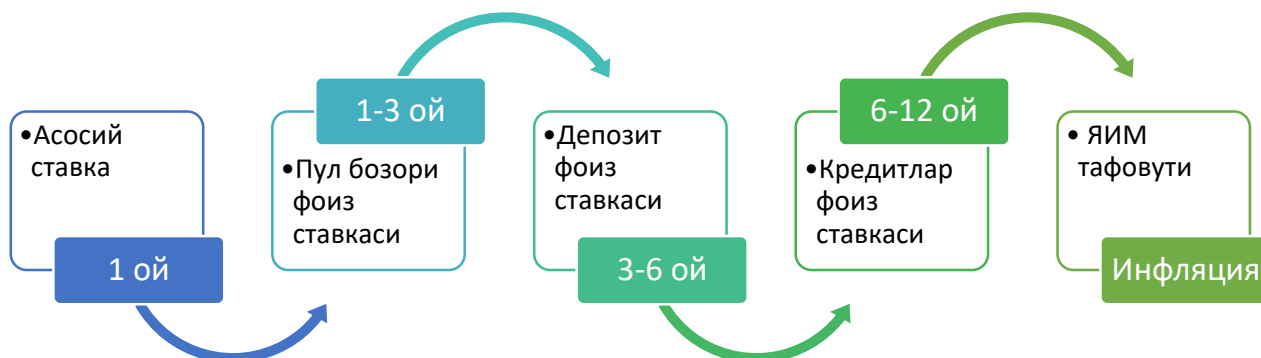 •Асосий
ставка
1 ой
1-3 ой
•Пул бозори
фоиз
ставкаси
•Депозит
фоиз
ставкаси
3-6 ой
6-12 ой
•Кредитлар
фоиз
ставкаси
• ЯИМ
тафовути
Инфляция